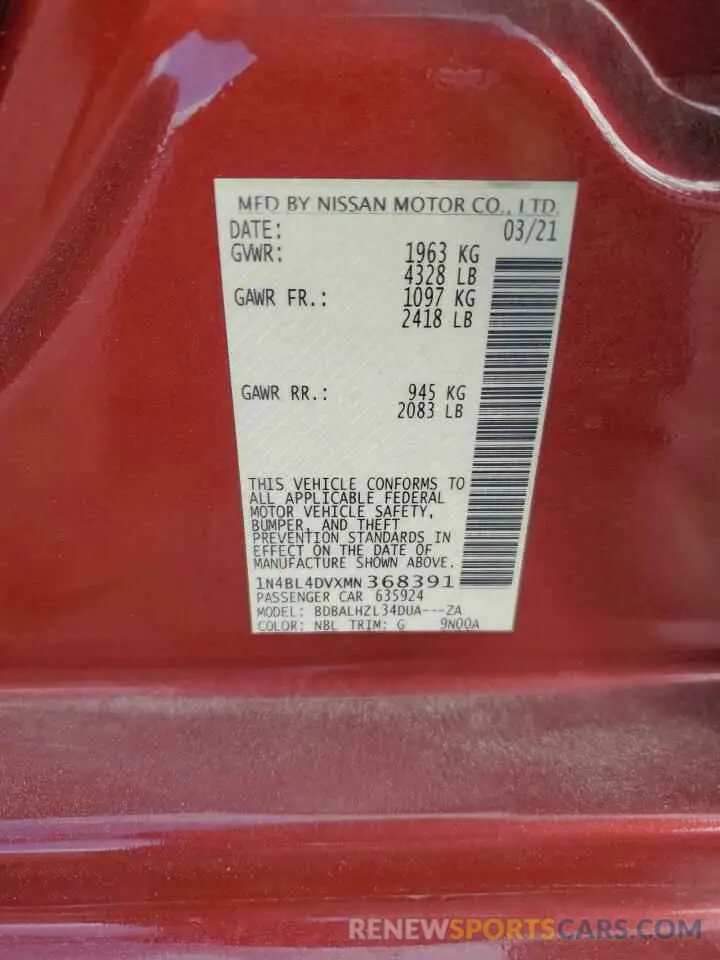 MFD BY NISSAN MOTOR CO., LTD.
DATE: 03/21
GVWR: 1963 KG
4328 LB
GAWR FR.: 1097 KG
2418 LB
GAWR RR.: 945 KG
2083 LB
THIS VEHICLE CONFORMS TO
ALL APPLICABLE FEDERAL
MOTOR VEHICLE SAFETY,
BUMPER, AND THEFT
PREVENTION STANDARDS IN
EFFECT ON THE DATE OF
MANUFACTURE SHOWN ABOVE.
1N4BL4DVXMN368391
PASSENGER CAR 635924
MODEL: BDBALHZL34DUA---ZA
COLOR: NBL TRIM: G 9N00A
RENEWSPORTSCARS.COM